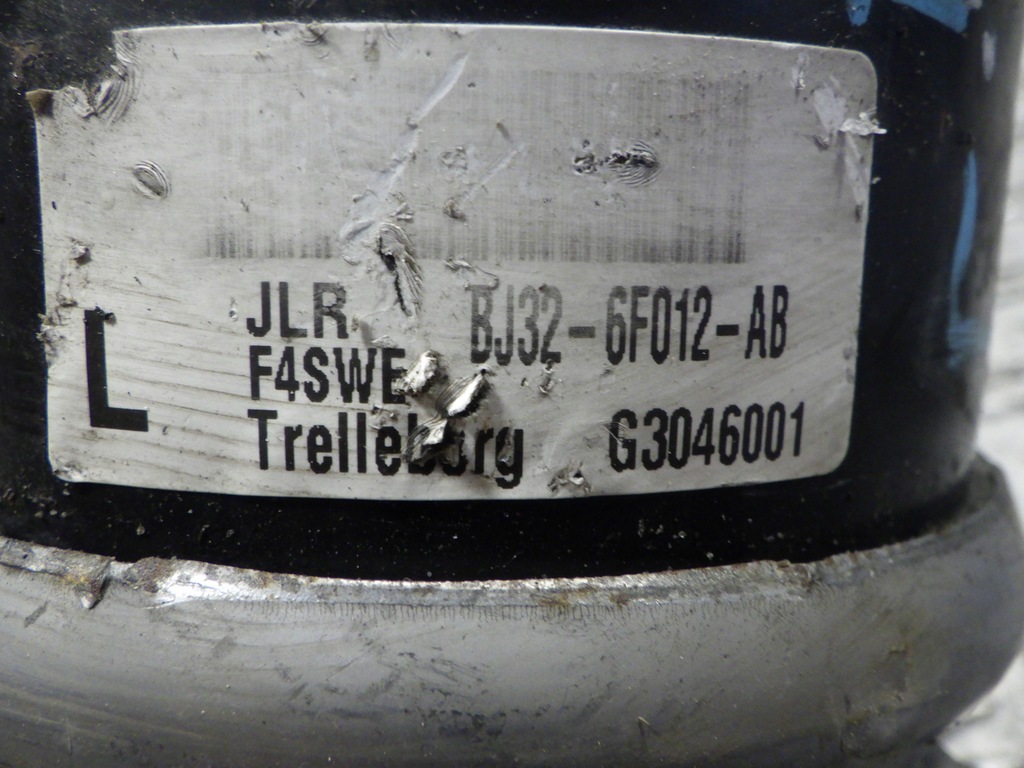 JLR BJ32-6F012-AB
L F4SWE
Trelleborg G3046001